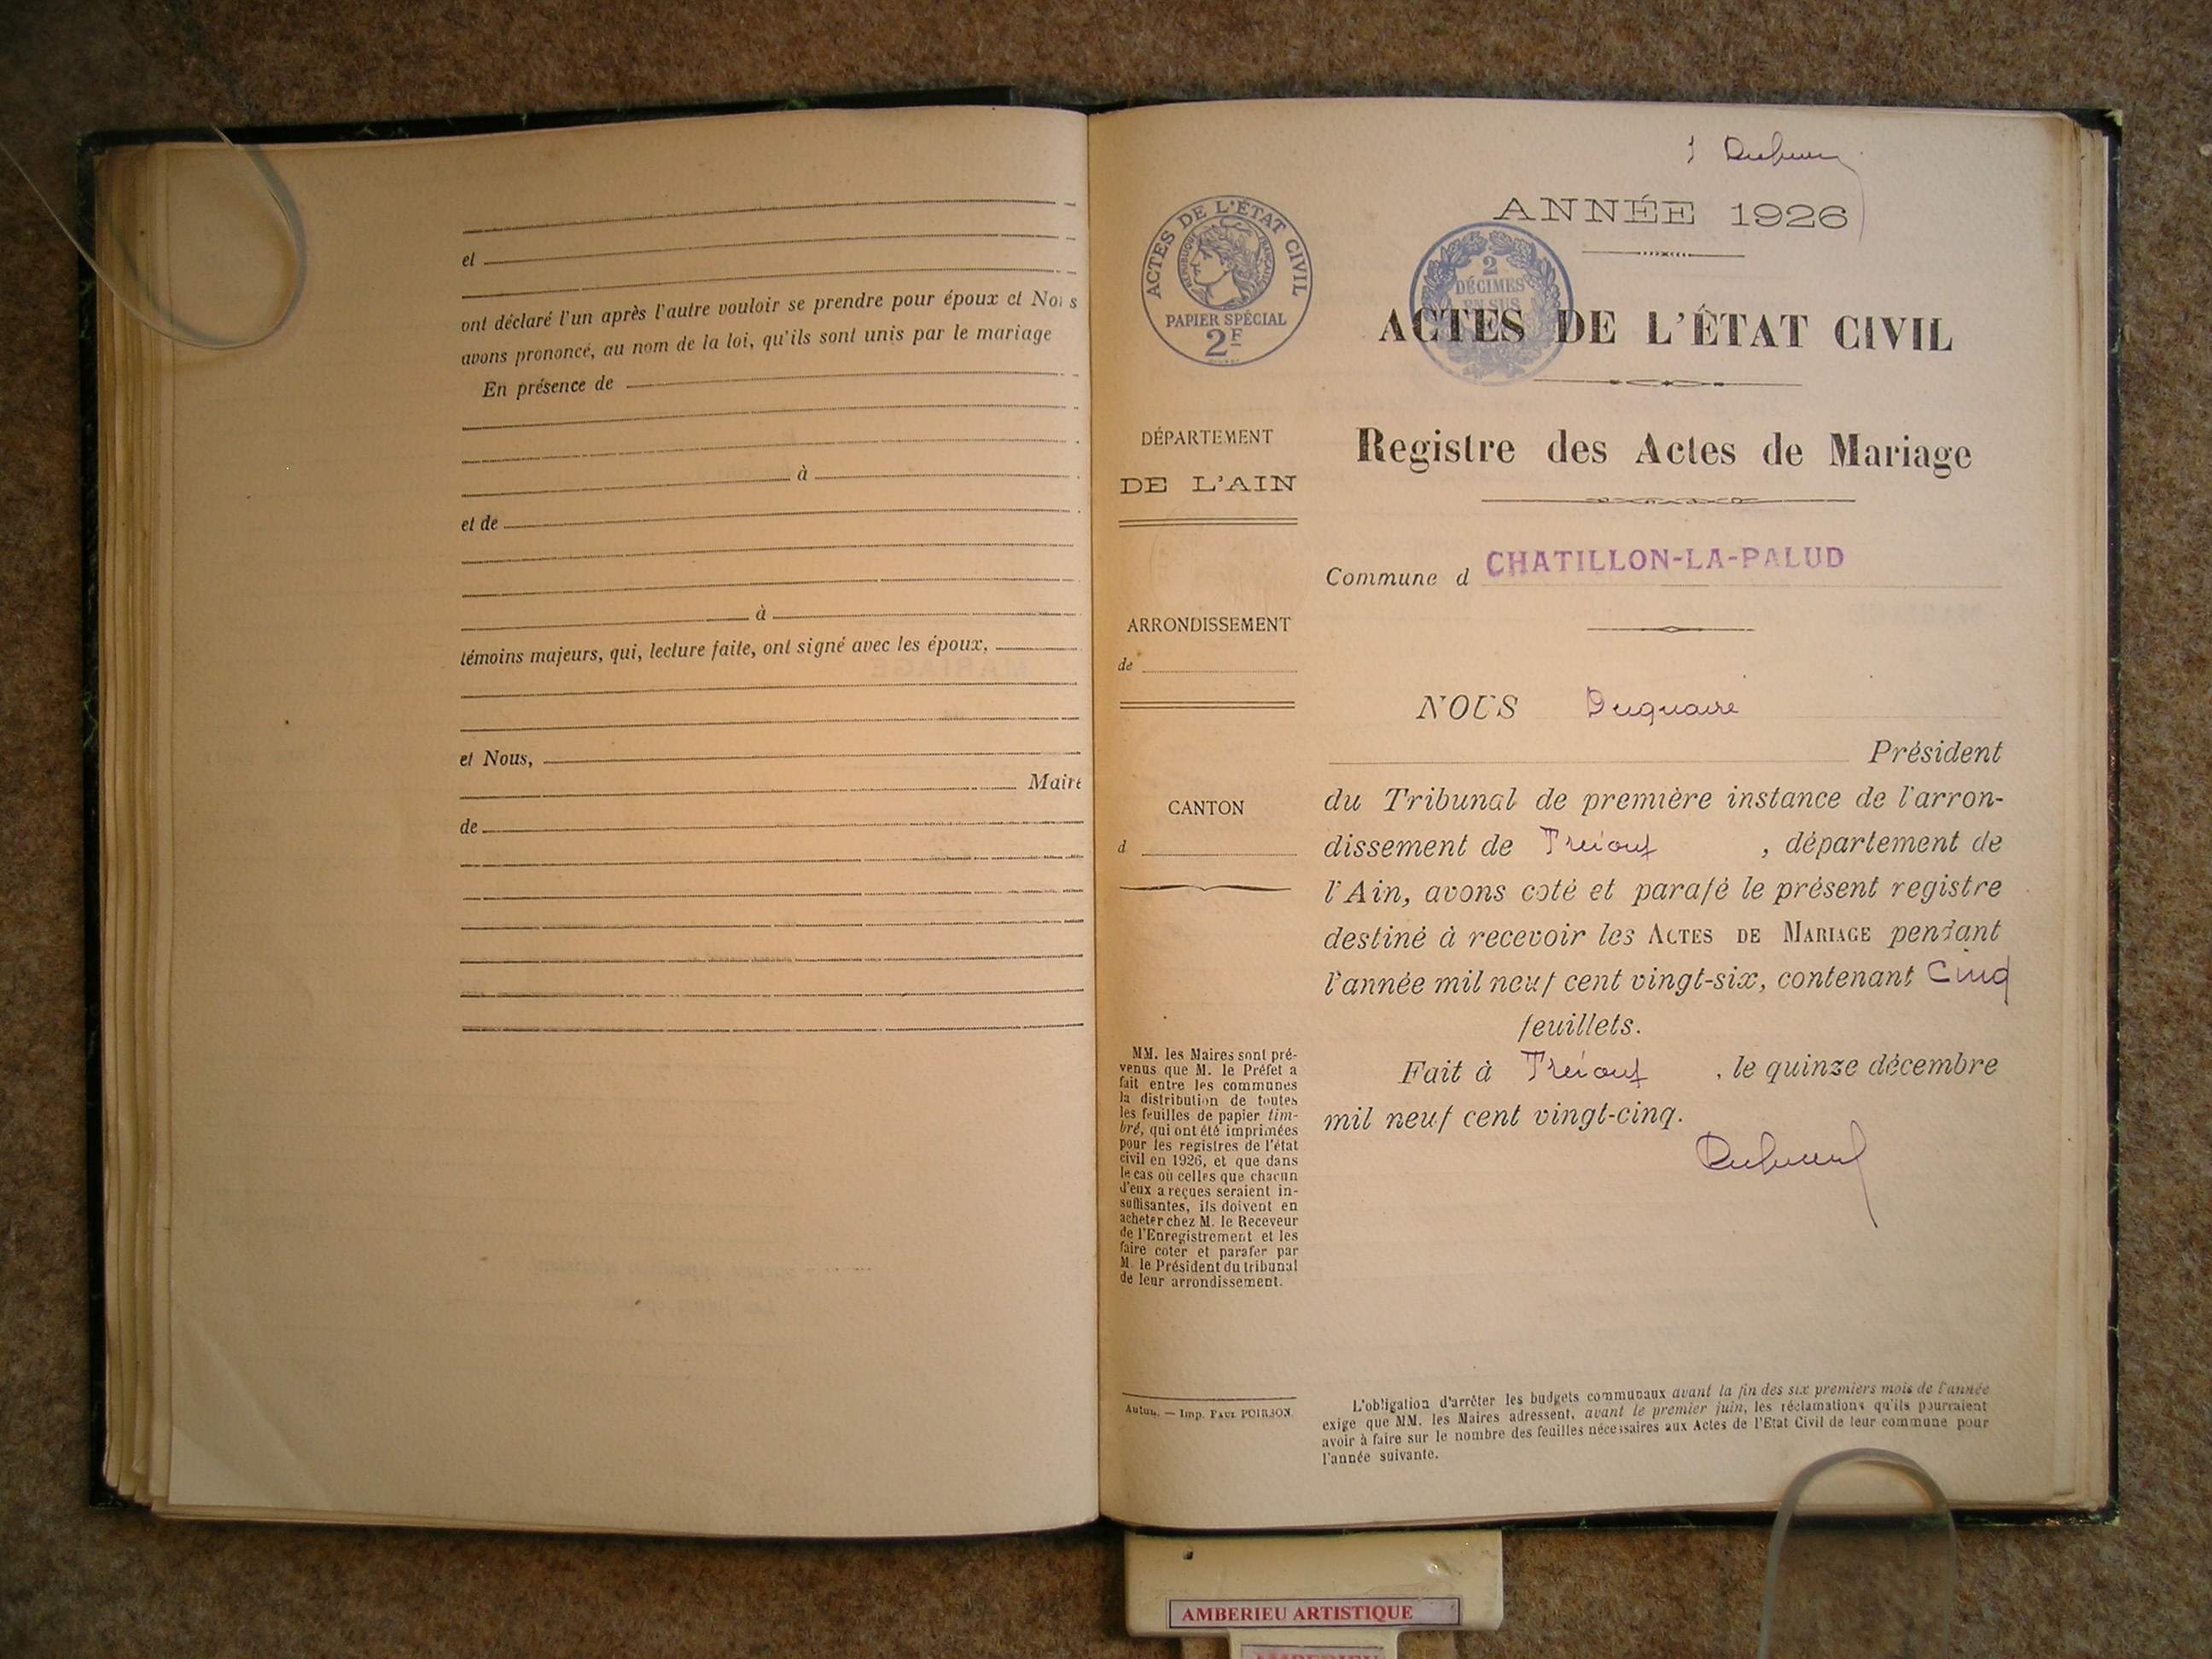 et
ont déclaré l'un après l'autre vouloir se prendre pour époux et No s
avons prononcé, au nom de la loi, qu'ils sont unis par le mariage
En présence de
à
et de
à
témoins majeurs, qui, lecture faite, ont signé avec les époux,
et Nous,
Maire
de
ANNÉE 1926
ACTES DE L'ÉTAT CIVIL
RÉPUBLIQUE FRANÇAISE
PAPIER SPÉCIAL
2F
2
DÉCIMES
EN SUS
ACTES DE L'ÉTAT CIVIL
DÉPARTEMENT
DE L'AIN
ARRONDISSEMENT
de
CANTON
d
MM. les Maires sont pré-
venus que M. le Préfet a
fait entre les communes
la distribution de toutes
les feuilles de papier tim-
bré, qui ont été imprimées
pour les registres de l'état
civil en 1926, et que dans
le cas où celles que chacun
d'eux a reçues seraient in-
suffisantes, ils doivent en
acheter chez M. le Receveur
de l'Enregistrement et les
faire coter et parafer par
M. le Président du tribunal
de leur arrondissement.
Autun. — Imp. PAUL POIRSON
Registre des Actes de Mariage
Commune d CHATILLON-LA-PALUD
NOUS Duquaire
Président
du Tribunal de première instance de l'arron-
dissement de Trévoux , département de
l'Ain, avons coté et parafé le présent registre
destiné à recevoir les ACTES DE MARIAGE pendant
l'année mil neuf cent vingt-six, contenant Cinq
feuillets.
Fait à Trévoux , le quinze décembre
mil neuf cent vingt-cinq.
L'obligation d'arrêter les budgets communaux avant la fin des six premiers mois de l'année
exige que MM. les Maires adressent, avant le premier juin, les réclamations qu'ils pourraient
avoir à faire sur le nombre des feuilles nécessaires aux Actes de l'Etat Civil de leur commune pour
l'année suivante.
AMBERIEU ARTISTIQUE
AMBERIEU